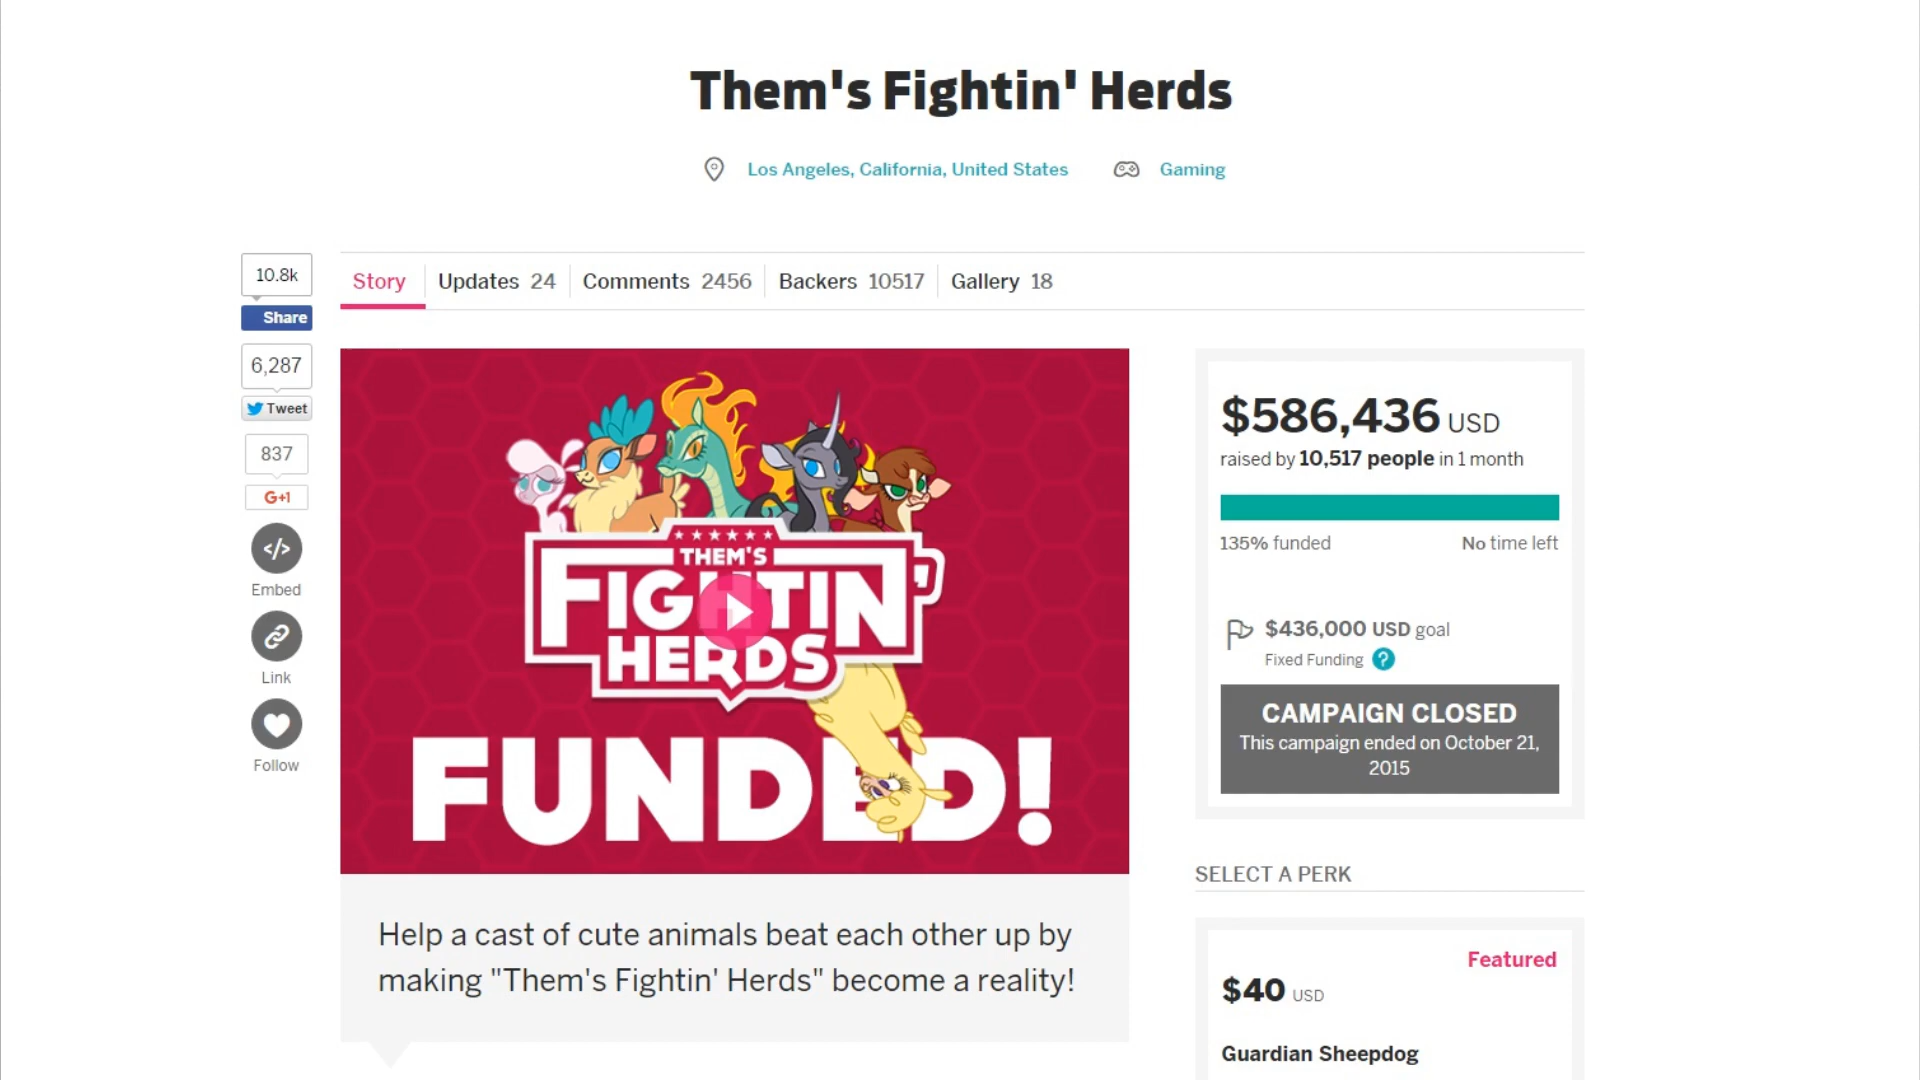 Them's Fightin' Herds
Los Angeles, California, United States Gaming
10.8k
Share
6,287
Tweet
837
G+1
</>
Embed
Link
Follow
Story Updates 24 Comments 2456 Backers 10517 Gallery 18
THEM'S
FIGHTIN'
HERDS
FUNDED!
Help a cast of cute animals beat each other up by
making "Them's Fightin' Herds" become a reality!
$586,436 USD
raised by 10,517 people in 1 month
135% funded No time left
$436,000 USD goal
Fixed Funding ?
CAMPAIGN CLOSED
This campaign ended on October 21,
2015
SELECT A PERK
Featured
$40 USD
Guardian Sheepdog